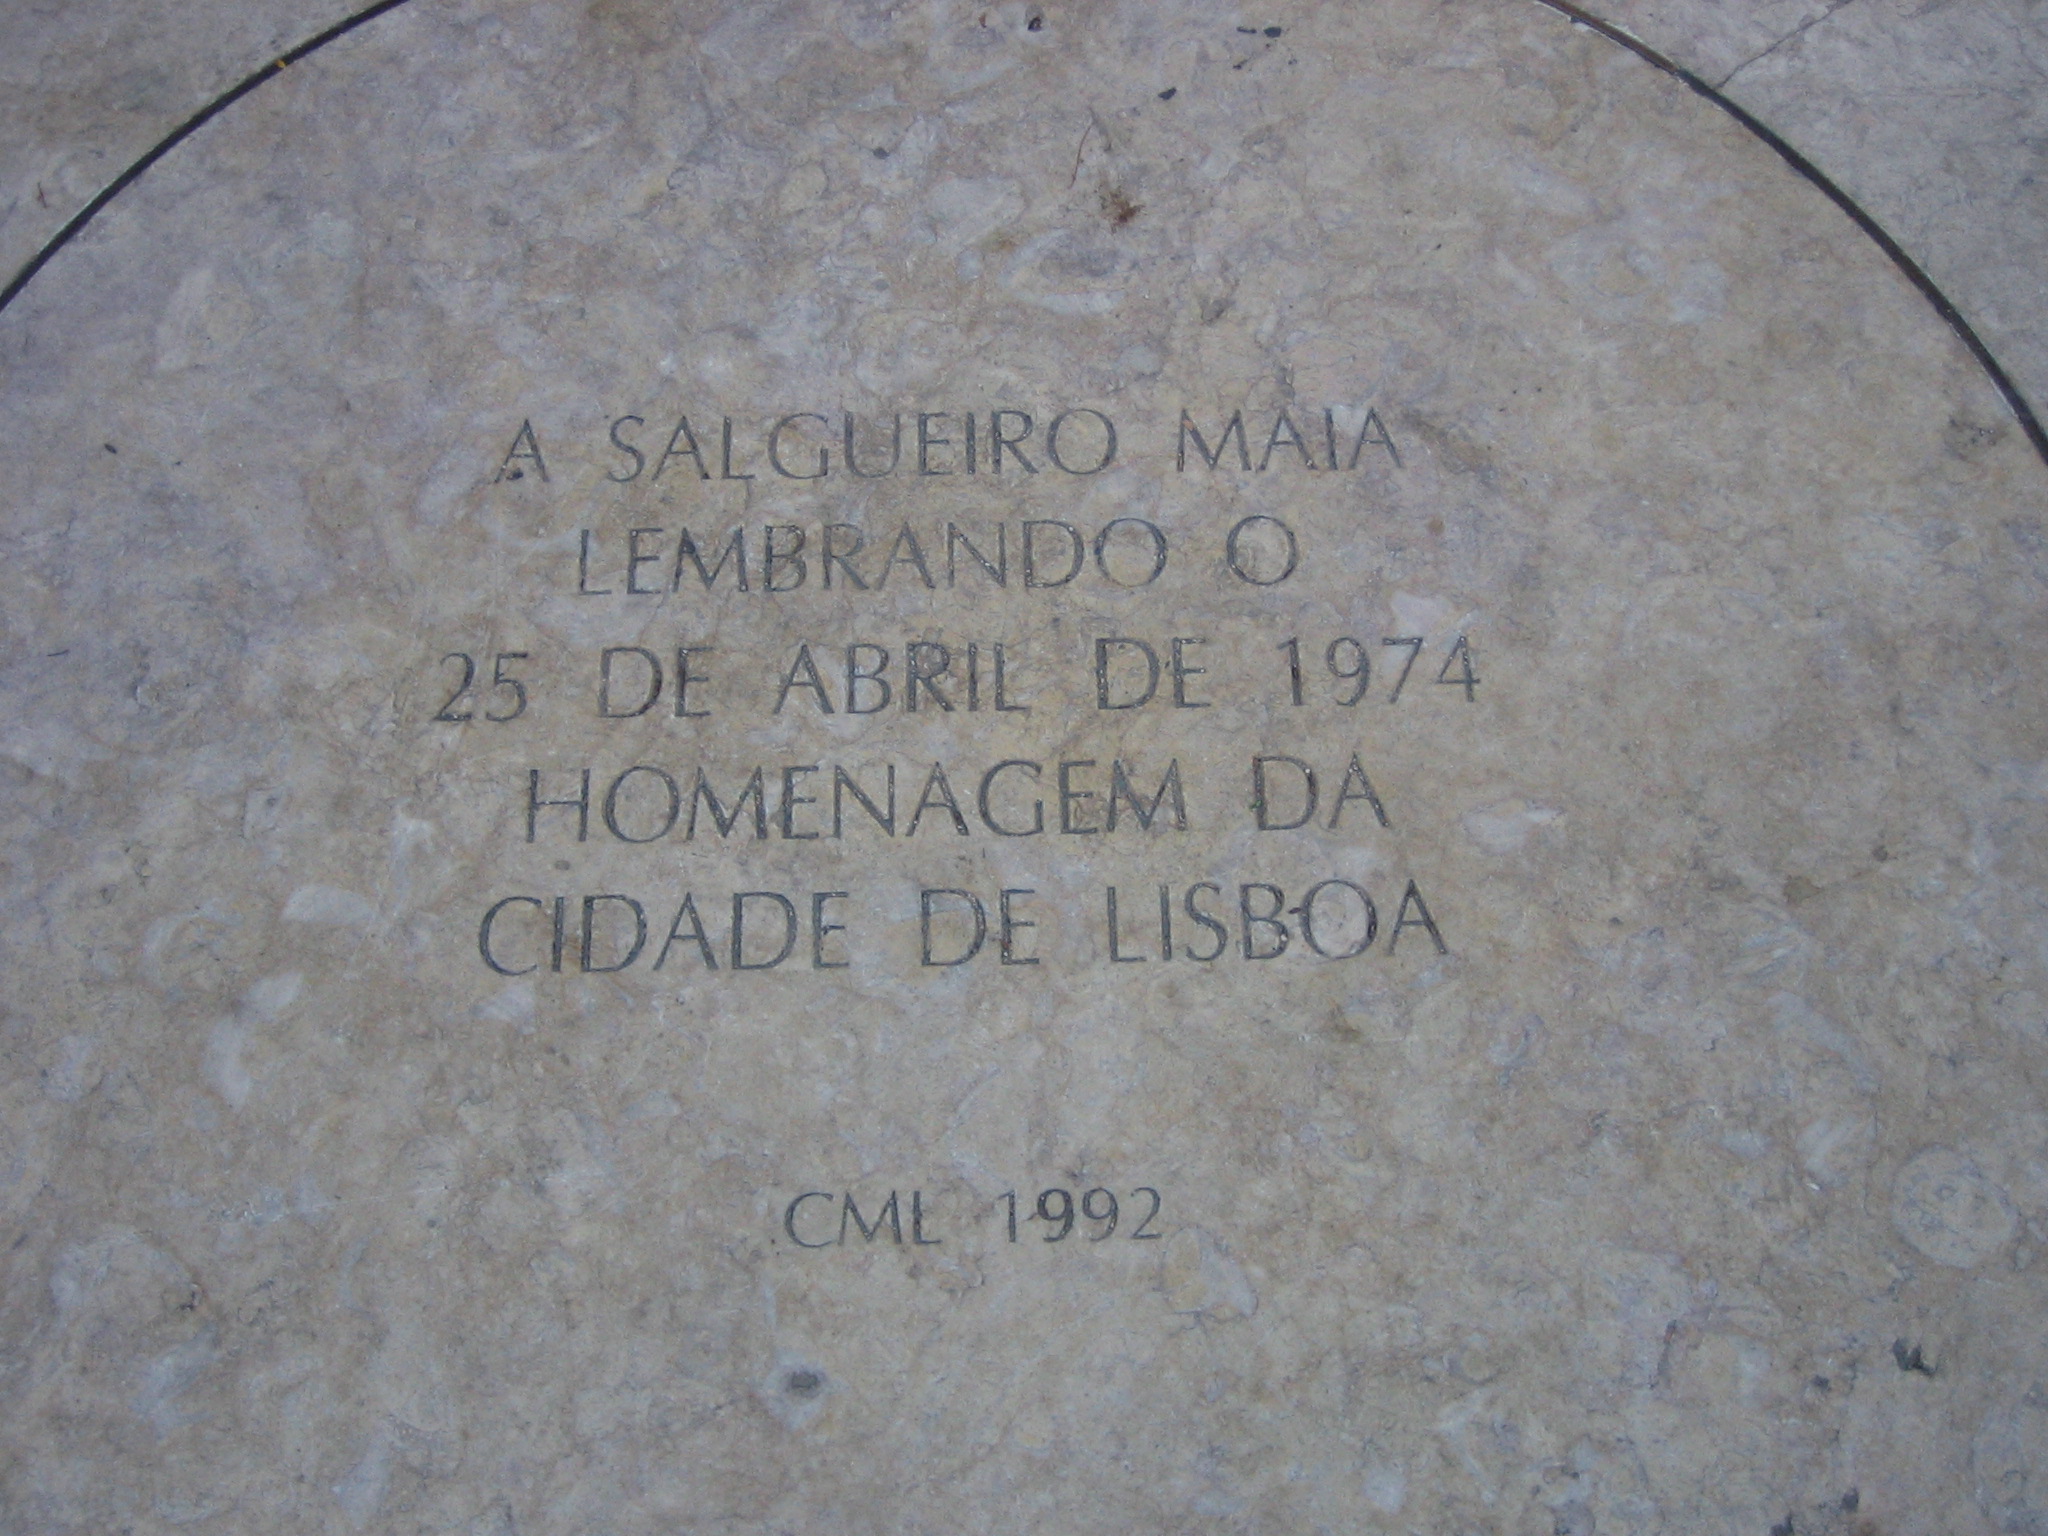 A SALGUEIRO MAIA
LEMBRANDO O
25 DE ABRIL DE 1974
HOMENAGEM DA
CIDADE DE LISBOA
CML 1992